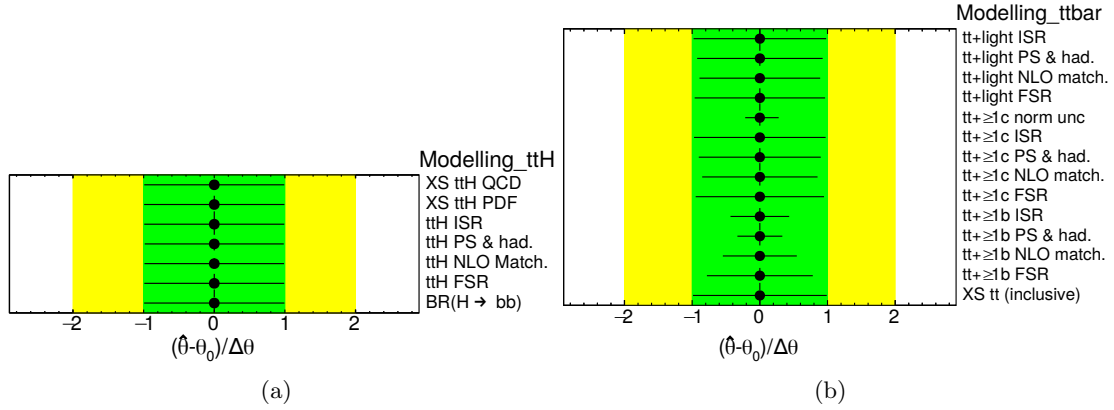 Modelling_ttH
XS ttH QCD
XS ttH PDF
ttH ISR
ttH PS & had.
ttH NLO Match.
ttH FSR
BR(H → bb)
−2 −1 0 1 2
(θ̂-θ₀)/Δθ
(a)
Modelling_ttbar
tt+light ISR
tt+light PS & had.
tt+light NLO match.
tt+light FSR
tt+≥1c norm unc
tt+≥1c ISR
tt+≥1c PS & had.
tt+≥1c NLO match.
tt+≥1c FSR
tt+≥1b ISR
tt+≥1b PS & had.
tt+≥1b NLO match.
tt+≥1b FSR
XS tt (inclusive)
−2 −1 0 1 2
(θ̂-θ₀)/Δθ
(b)